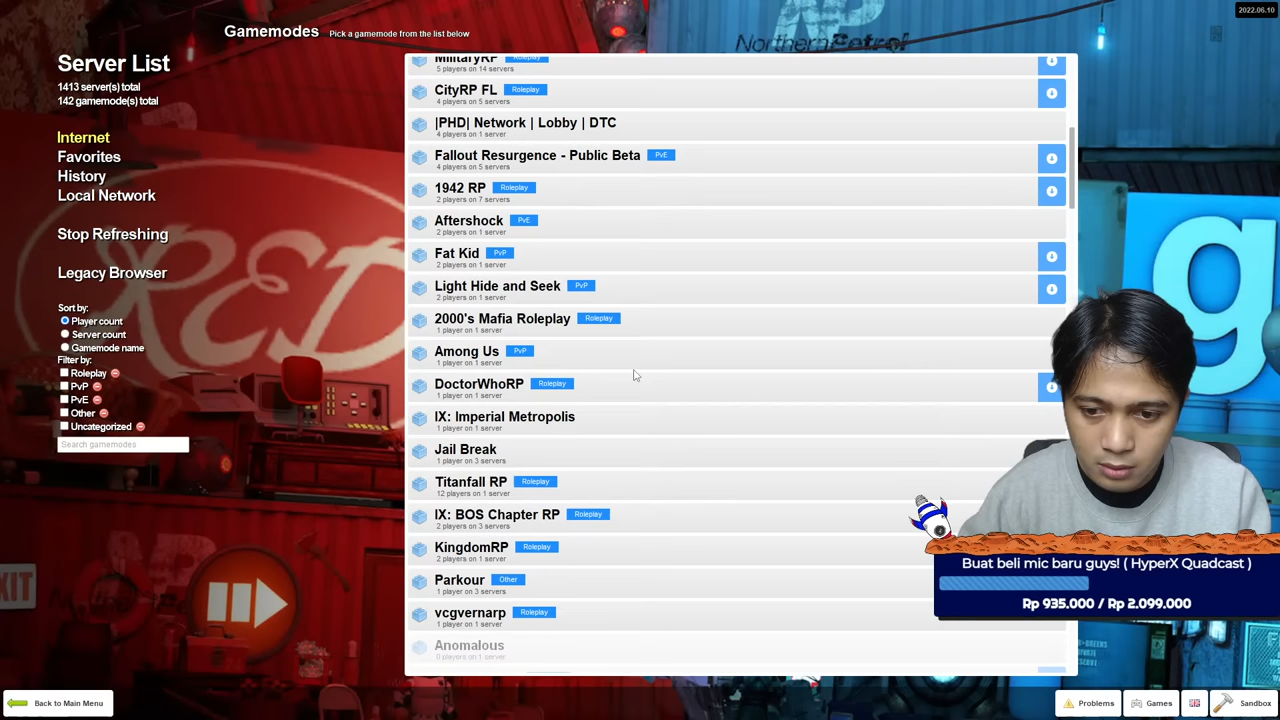 2022.06.10
Gamemodes Pick a gamemode from the list below
Server List
1413 server(s) total
142 gamemode(s) total
Internet
Favorites
History
Local Network
Stop Refreshing
Legacy Browser
Sort by:
Player count
Server count
Gamemode name
Filter by:
Roleplay
PvP
PvE
Other
Uncategorized
Search gamemodes
MilitaryRP Roleplay
5 players on 14 servers
CityRP FL Roleplay
4 players on 5 servers
|PHD| Network | Lobby | DTC
4 players on 1 server
Fallout Resurgence - Public Beta PvE
4 players on 5 servers
1942 RP Roleplay
2 players on 7 servers
Aftershock PvE
2 players on 1 server
Fat Kid PvP
2 players on 1 server
Light Hide and Seek PvP
2 players on 1 server
2000's Mafia Roleplay Roleplay
1 player on 1 server
Among Us PvP
1 player on 1 server
DoctorWhoRP Roleplay
1 player on 1 server
IX: Imperial Metropolis
1 player on 1 server
Jail Break
1 player on 3 servers
Titanfall RP Roleplay
12 players on 1 server
IX: BOS Chapter RP Roleplay
2 players on 3 servers
KingdomRP Roleplay
2 players on 1 server
Parkour Other
1 player on 3 servers
vcgvernarp Roleplay
1 player on 1 server
Anomalous
0 players on 1 server
Buat beli mic baru guys! ( HyperX Quadcast )
Rp 935.000 / Rp 2.099.000
EXIT
g
Back to Main Menu
Problems
Games
Sandbox